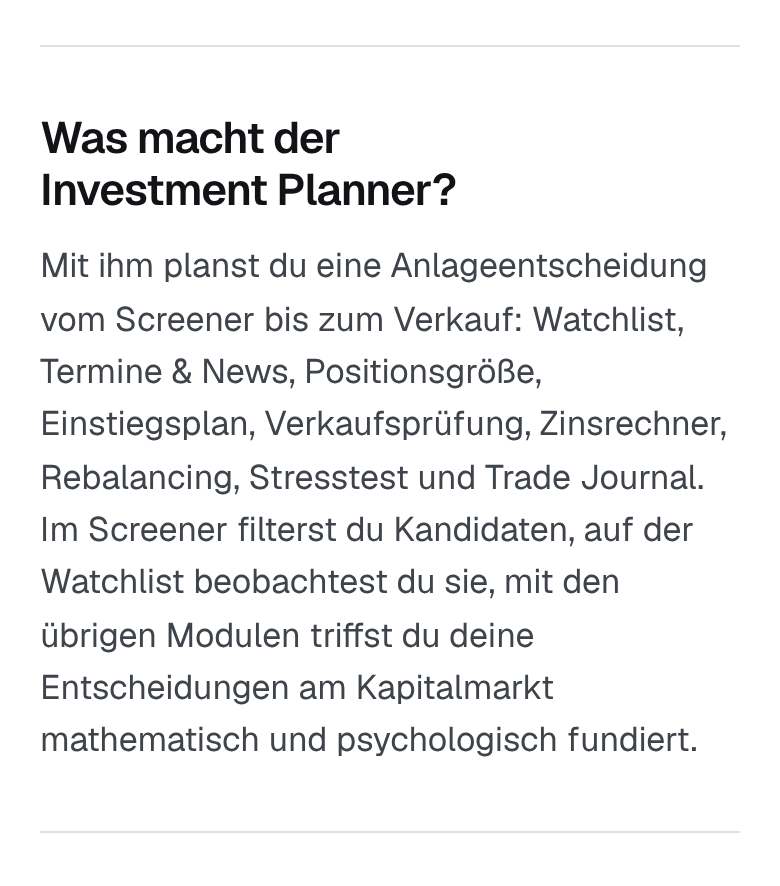 Was macht der
Investment Planner?
Mit ihm planst du eine Anlageentscheidung
vom Screener bis zum Verkauf: Watchlist,
Termine & News, Positionsgröße,
Einstiegsplan, Verkaufsprüfung, Zinsrechner,
Rebalancing, Stresstest und Trade Journal.
Im Screener filterst du Kandidaten, auf der
Watchlist beobachtest du sie, mit den
übrigen Modulen triffst du deine
Entscheidungen am Kapitalmarkt
mathematisch und psychologisch fundiert.